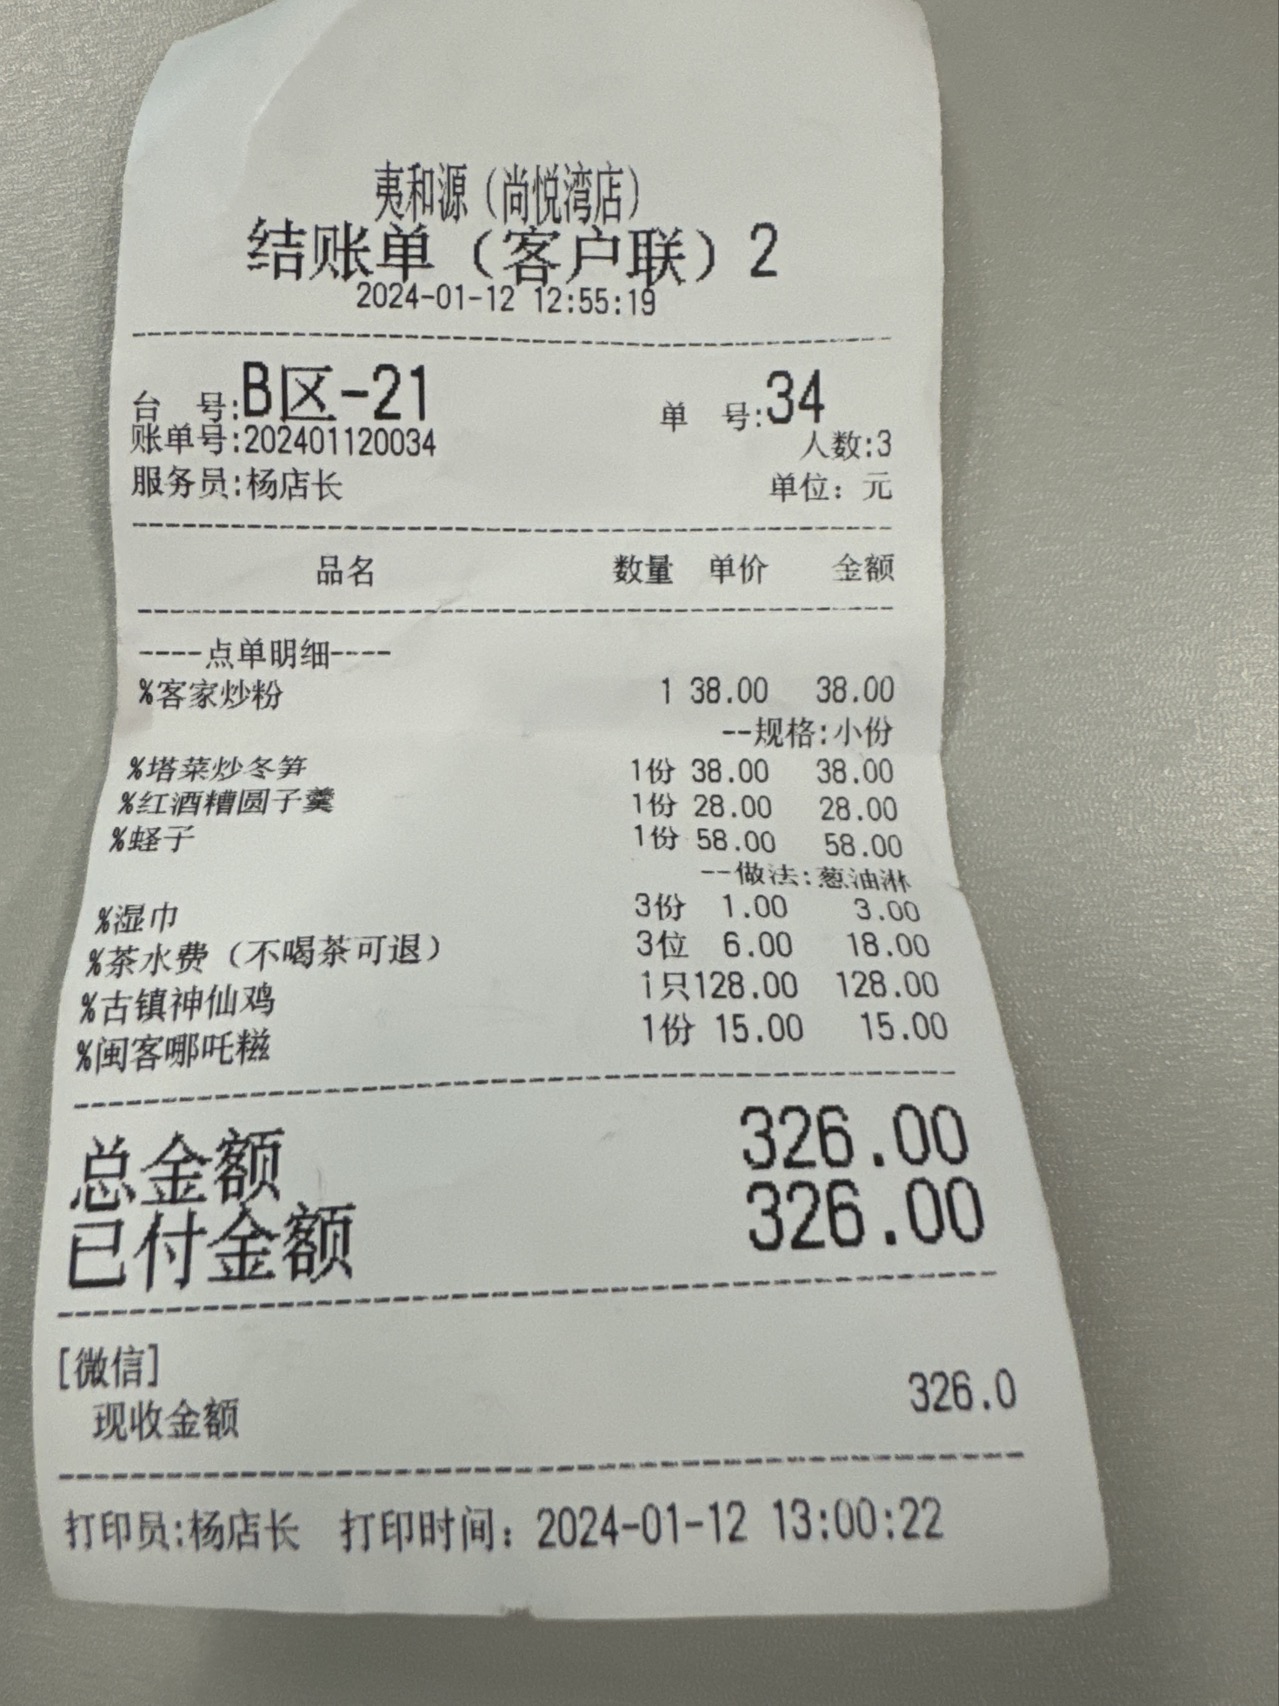 夷和源（尚悦湾店）
结账单（客户联）2
2024-01-12 12:55:19
台 号:B区-21 单 号:34
账单号:202401120034 人数:3
服务员:杨店长 单位：元
品名 数量 单价 金额
----点单明细----
%客家炒粉 1 38.00 38.00
--规格:小份
%塔菜炒冬笋 1份 38.00 38.00
%红酒糟圆子羹 1份 28.00 28.00
%蛏子 1份 58.00 58.00
--做法:葱油淋
%湿巾 3份 1.00 3.00
%茶水费（不喝茶可退） 3位 6.00 18.00
%古镇神仙鸡 1只128.00 128.00
%闽客哪吒糍 1份 15.00 15.00
总金额 326.00
已付金额 326.00
[微信]
现收金额 326.0
打印员:杨店长 打印时间：2024-01-12 13:00:22